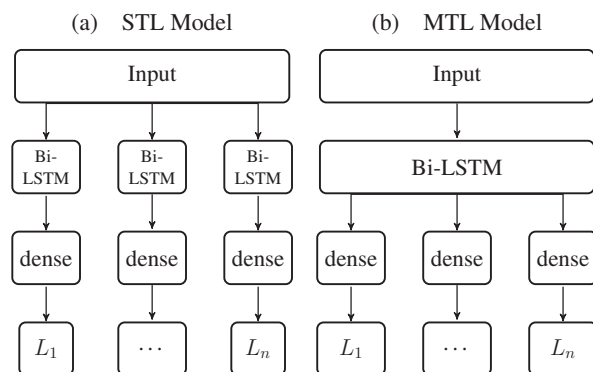 (a) STL Model (b) MTL Model
Input Input
Bi-
LSTM
Bi-
LSTM
Bi-
LSTM
Bi-LSTM
dense dense dense dense dense dense
L₁ ⋯ Lₙ L₁ ⋯ Lₙ